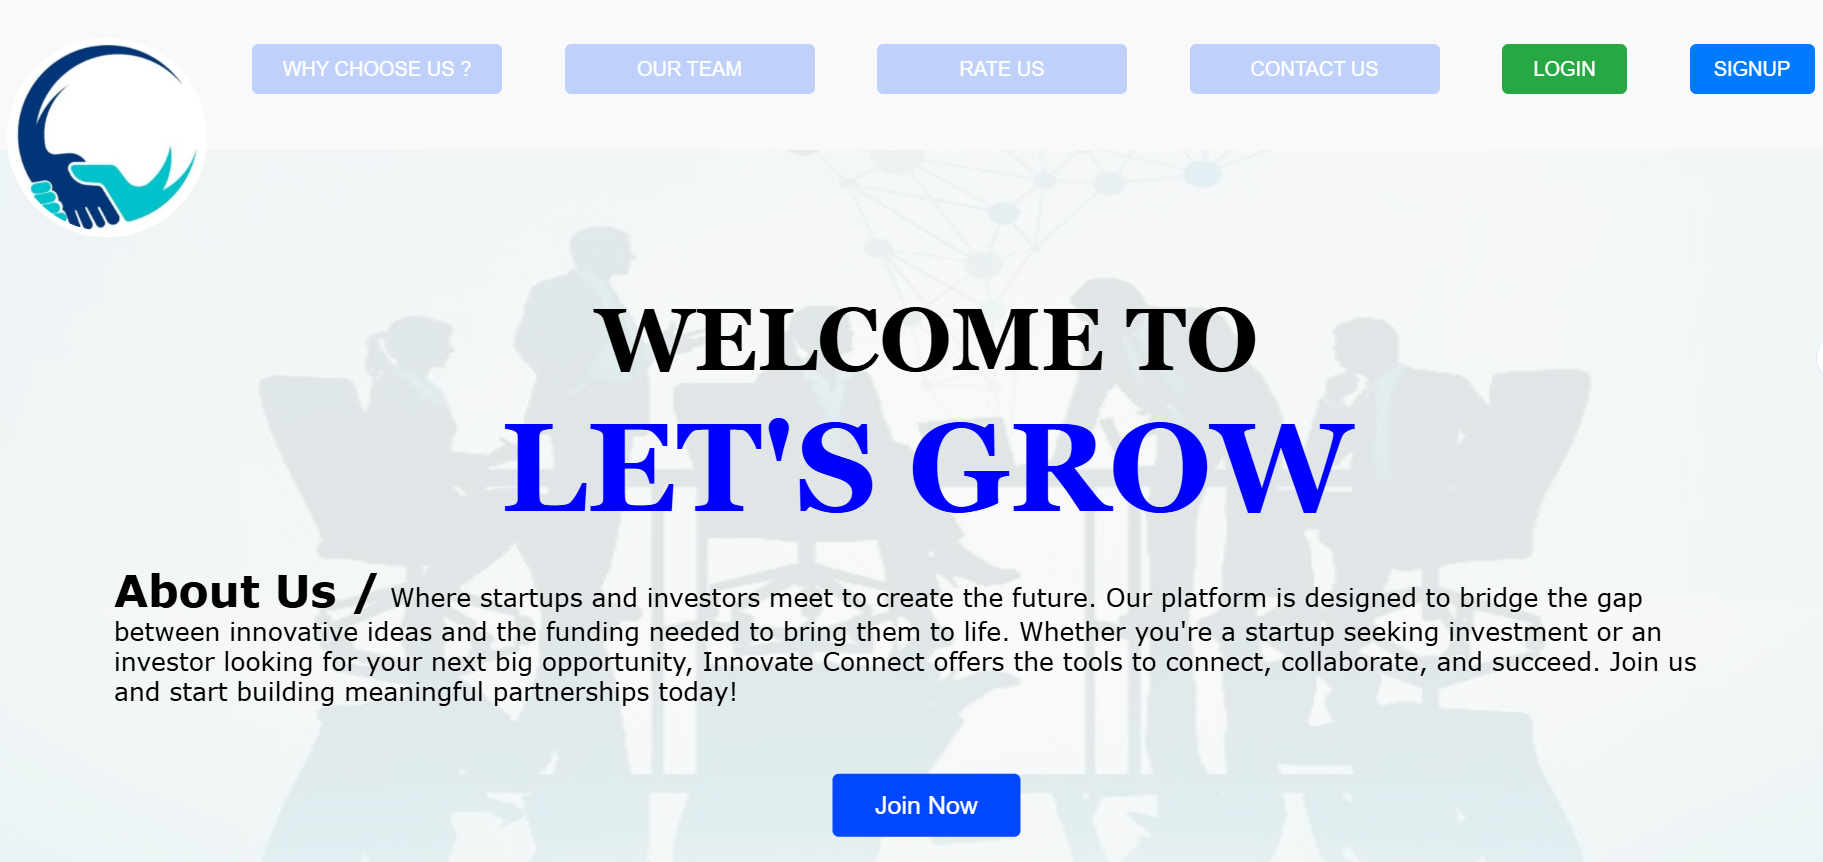 WHY CHOOSE US ?
OUR TEAM
RATE US
CONTACT US
LOGIN
SIGNUP
WELCOME TO
LET'S GROW
About Us / Where startups and investors meet to create the future. Our platform is designed to bridge the gap
between innovative ideas and the funding needed to bring them to life. Whether you're a startup seeking investment or an
investor looking for your next big opportunity, Innovate Connect offers the tools to connect, collaborate, and succeed. Join us
and start building meaningful partnerships today!
Join Now